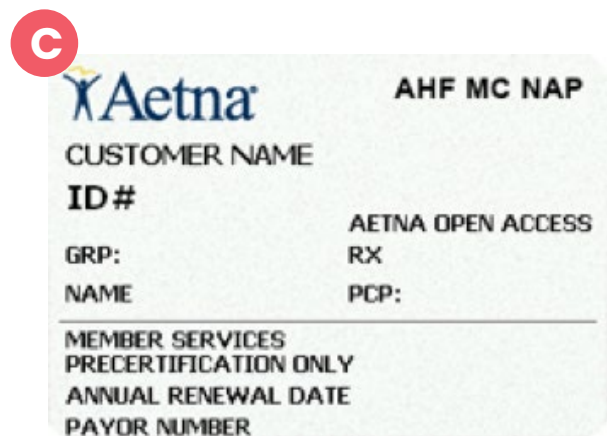 C
Aetna AHF MC NAP
CUSTOMER NAME
ID#
AETNA OPEN ACCESS
GRP: RX
NAME PCP:
MEMBER SERVICES
PRECERTIFICATION ONLY
ANNUAL RENEWAL DATE
PAYOR NUMBER